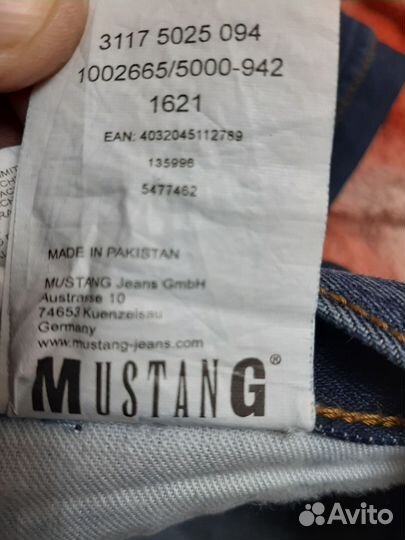 3117 5025 094
1002665/5000-942
1621
EAN: 4032045112789
135996
5477462
MADE IN PAKISTAN
MUSTANG Jeans GmbH
Austrasse 10
74653 Kuenzelsau
Germany
www.mustang-jeans.com
MUSTANG®
Avito